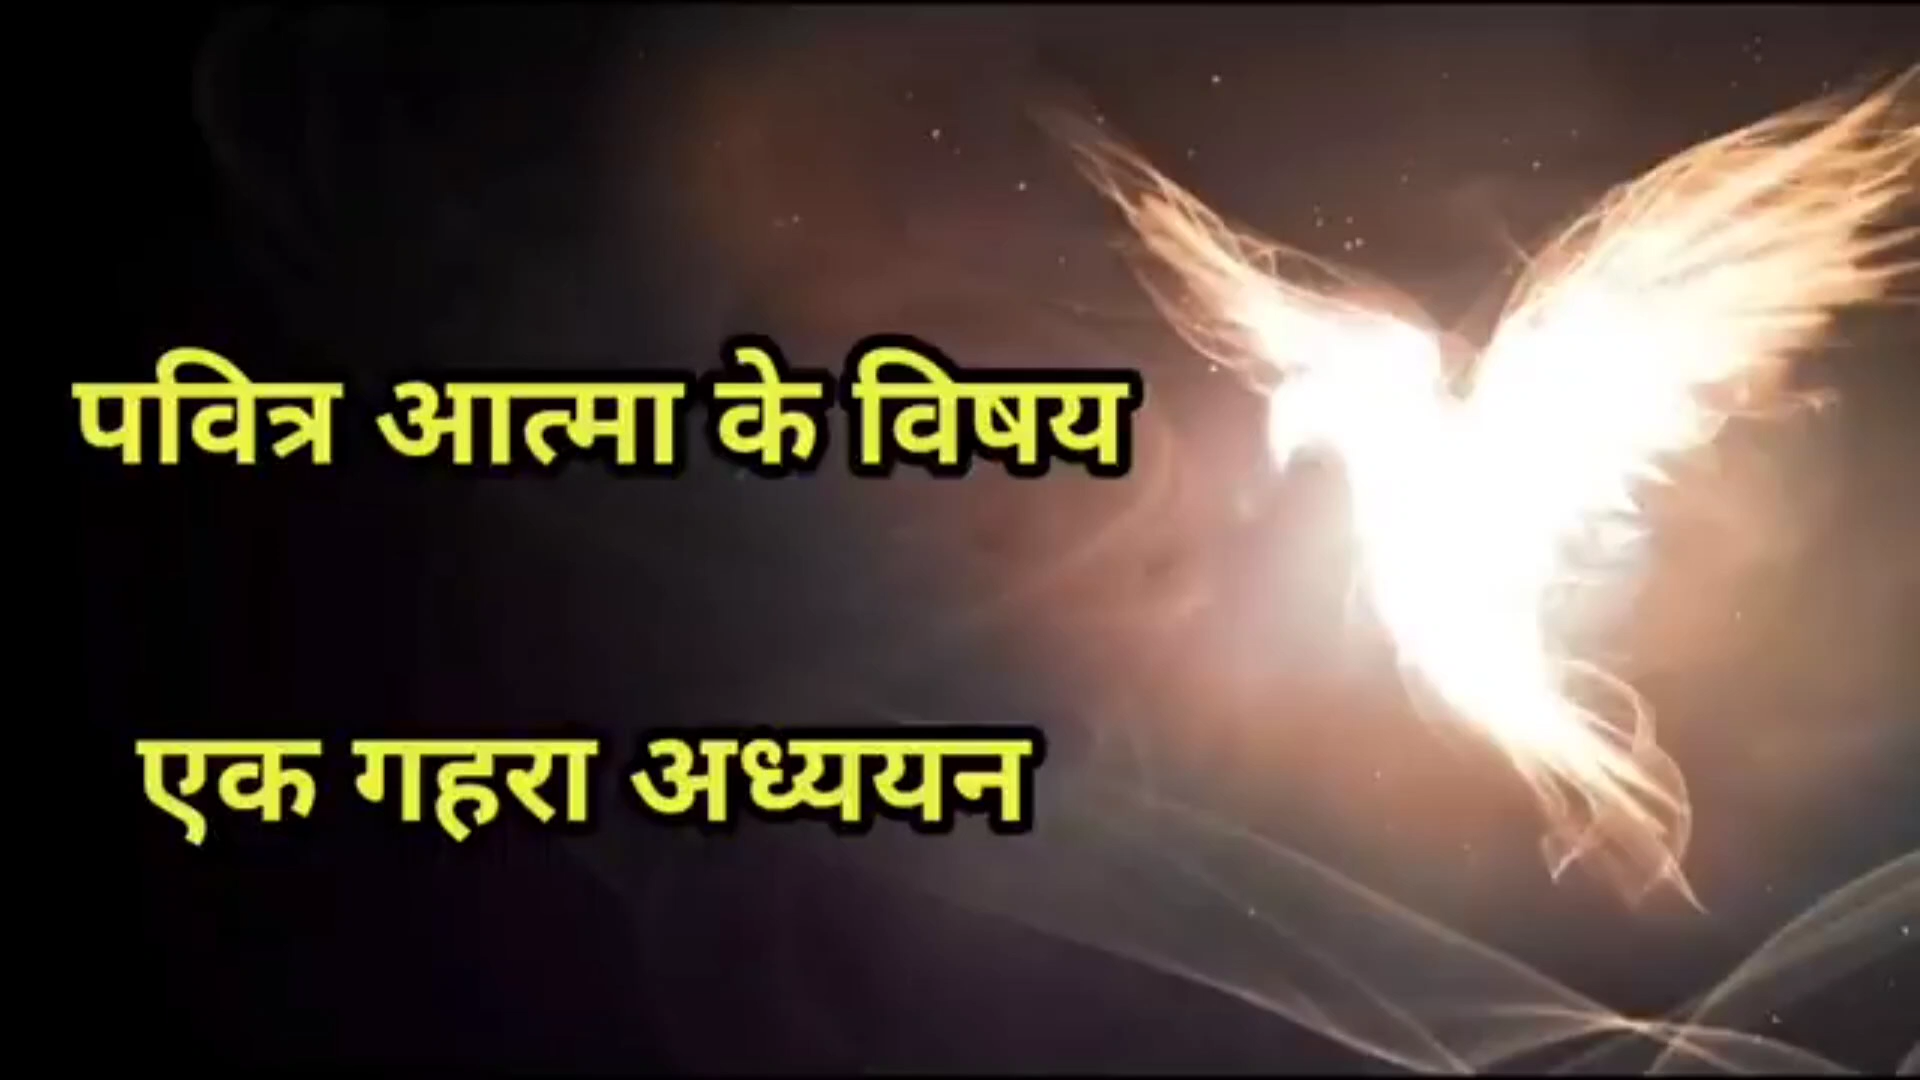 पवित्र आत्मा के विषय
एक गहरा अध्ययन